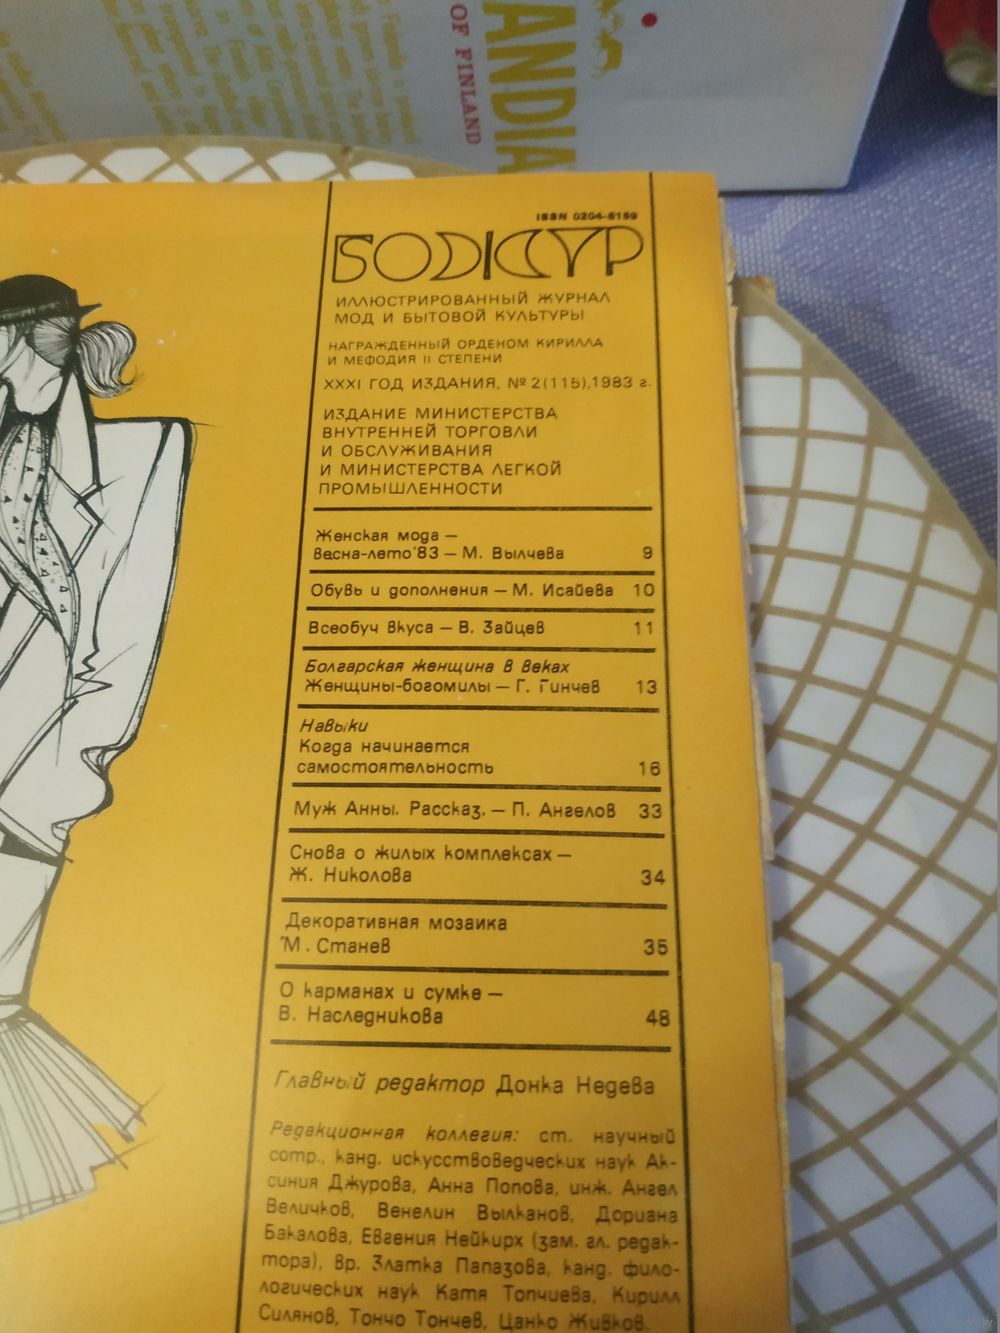 ANDIA
OF FINLAND
ISSN 0204-6159
БОДЖУР
ИЛЛЮСТРИРОВАННЫЙ ЖУРНАЛ
МОД И БЫТОВОЙ КУЛЬТУРЫ
НАГРАЖДЕННЫЙ ОРДЕНОМ КИРИЛЛА
И МЕФОДИЯ II СТЕПЕНИ
XXXI ГОД ИЗДАНИЯ, № 2(115),1983 г.
ИЗДАНИЕ МИНИСТЕРСТВА
ВНУТРЕННЕЙ ТОРГОВЛИ
И ОБСЛУЖИВАНИЯ
И МИНИСТЕРСТВА ЛЕГКОЙ
ПРОМЫШЛЕННОСТИ
Женская мода –
весна-лето'83 – М. Вылчева 9
Обувь и дополнения – М. Исайева 10
Всеобуч вкуса – В. Зайцев 11
Болгарская женщина в веках
Женщины-богомилы – Г. Гинчев 13
Навыки
Когда начинается
самостоятельность 16
Муж Анны. Рассказ. – П. Ангелов 33
Снова о жилых комплексах –
Ж. Николова 34
Декоративная мозаика
М. Станев 35
О карманах и сумке –
В. Наследникова 48
Главный редактор Донка Недева
Редакционная коллегия: ст. научный
сотр., канд. искусствоведческих наук Ак-
синия Джурова, Анна Попова, инж. Ангел
Величков, Венелин Вылканов, Дориана
Бакалова, Евгения Нейкирх (зам. гл. редак-
тора), Вр. Златка Папазова, канд. фило-
логических наук Катя Топчиева, Кирилл
Силянов, Тончо Тончев, Цанко Живков.